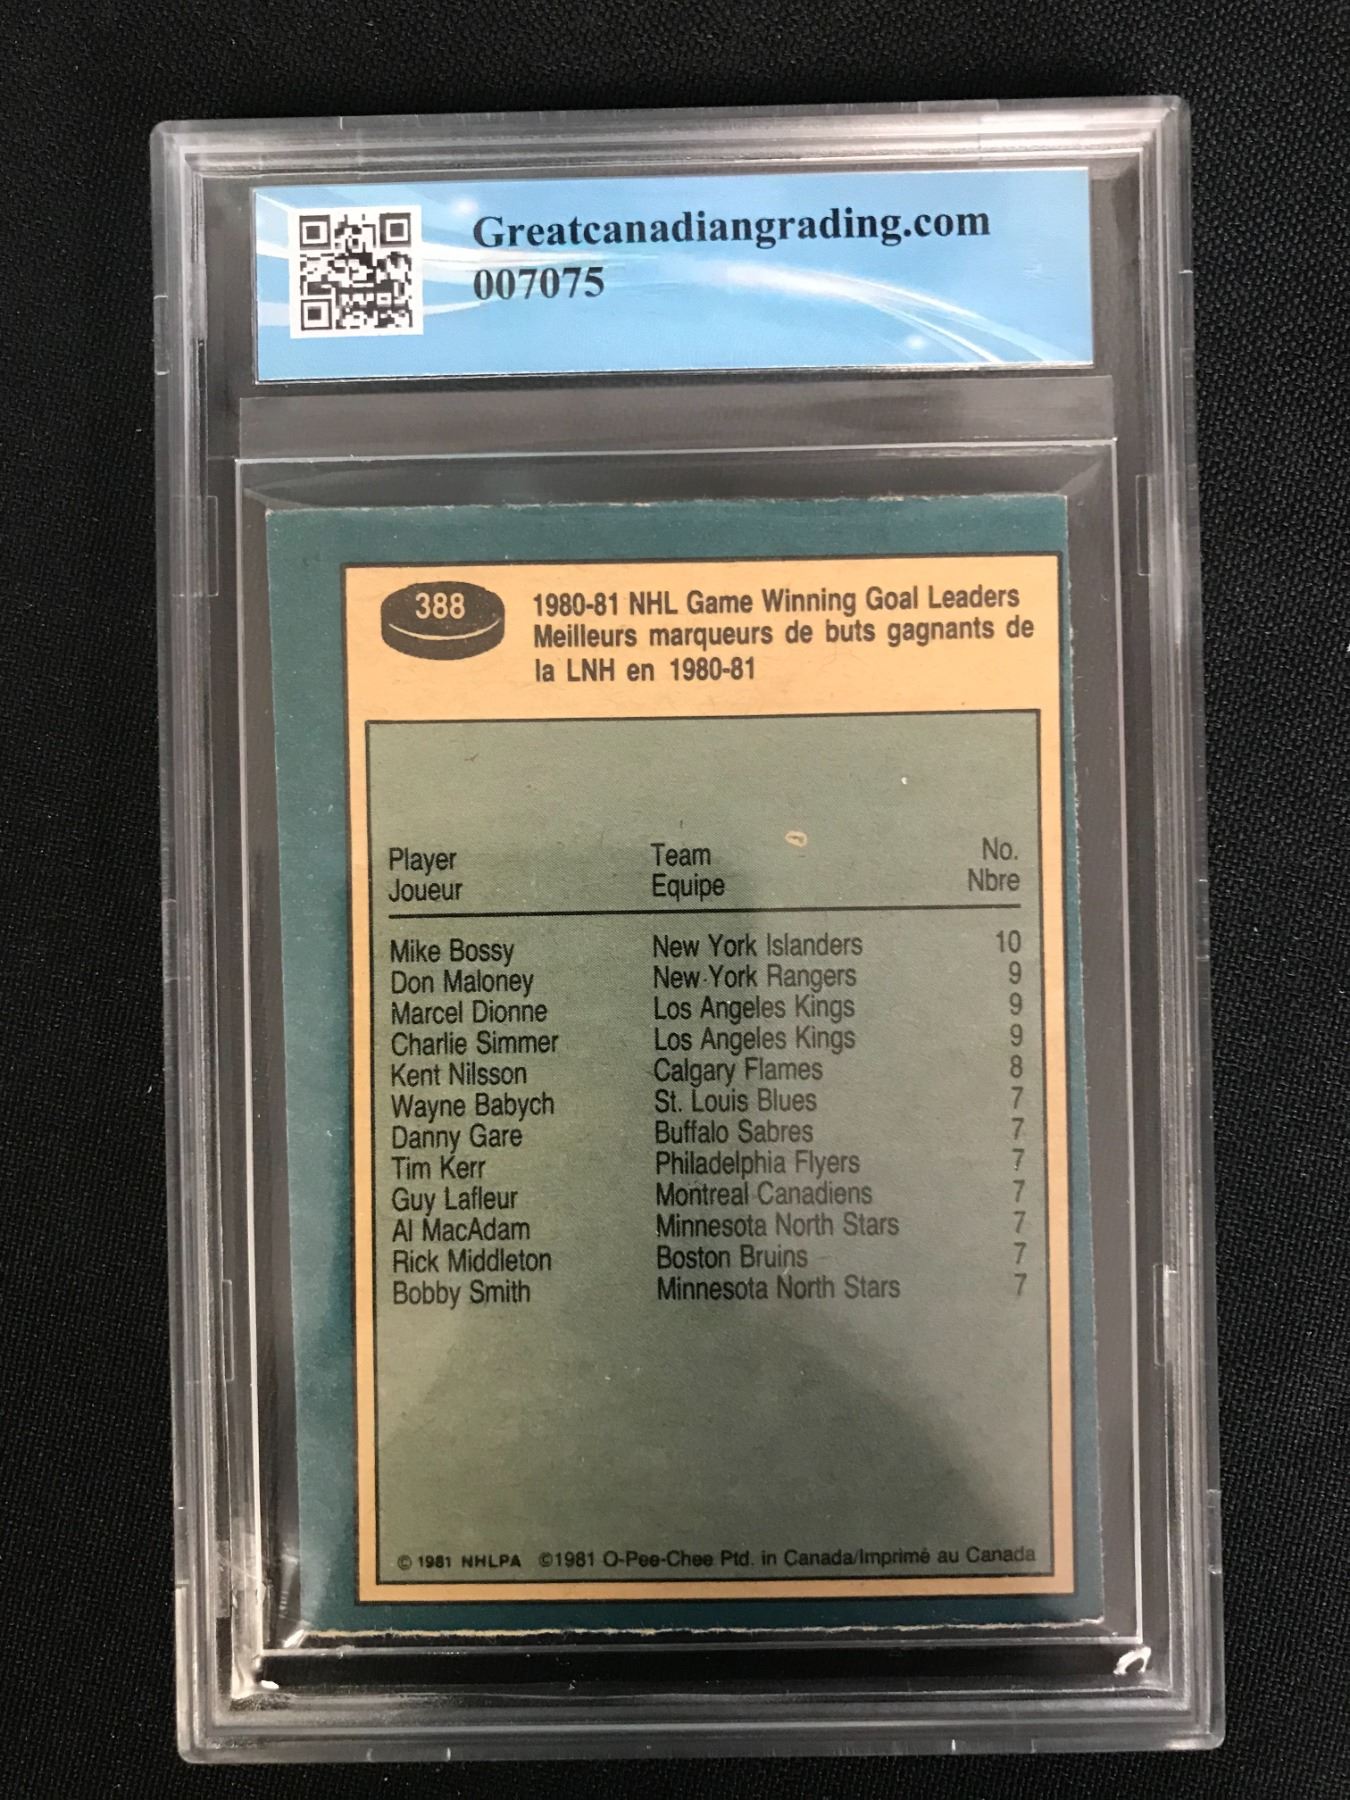 Greatcanadiangrading.com
007075
388
1980-81 NHL Game Winning Goal Leaders
Meilleurs marqueurs de buts gagnants de
la LNH en 1980-81
Player Team No.
Joueur Equipe Nbre
Mike Bossy New York Islanders 10
Don Maloney New York Rangers 9
Marcel Dionne Los Angeles Kings 9
Charlie Simmer Los Angeles Kings 9
Kent Nilsson Calgary Flames 8
Wayne Babych St. Louis Blues 7
Danny Gare Buffalo Sabres 7
Tim Kerr Philadelphia Flyers 7
Guy Lafleur Montreal Canadiens 7
Al MacAdam Minnesota North Stars 7
Rick Middleton Boston Bruins 7
Bobby Smith Minnesota North Stars 7
© 1981 NHLPA ©1981 O-Pee-Chee Ptd. in Canada/Imprimé au Canada